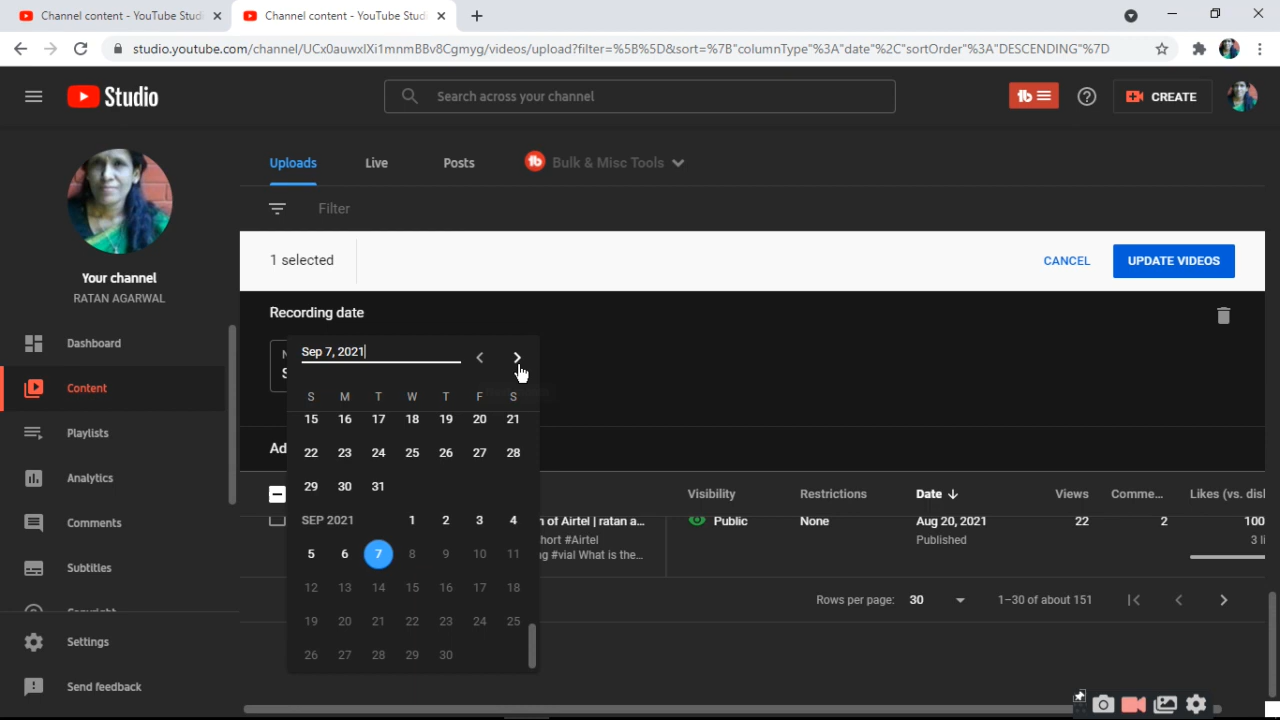 Channel content - YouTube Studi
Channel content - YouTube Studi
studio.youtube.com/channel/UCx0auwxlXi1mnmBBv8Cgmyg/videos/upload?filter=%5B%5D&sort=%7B"columnType"%3A"date"%2C"sortOrder"%3A"DESCENDING"%7D
Studio
Search across your channel
tb
CREATE
Your channel
RATAN AGARWAL
Dashboard
Content
Playlists
Analytics
Comments
Subtitles
Copyright
Settings
Send feedback
Uploads Live Posts tb Bulk & Misc Tools
Filter
1 selected CANCEL UPDATE VIDEOS
Recording date
Sep 7, 2021
S M T W T F S
15 16 17 18 19 20 21
22 23 24 25 26 27 28
29 30 31
SEP 2021 1 2 3 4
5 6 7 8 9 10 11
12 13 14 15 16 17 18
19 20 21 22 23 24 25
26 27 28 29 30
Ad
Visibility Restrictions Date Views Comme... Likes (vs. disl
n of Airtel | ratan a... Public None Aug 20, 2021 22 2 100
hort #Airtel Published 3 li
g #vial What is the...
Rows per page: 30 1–30 of about 151